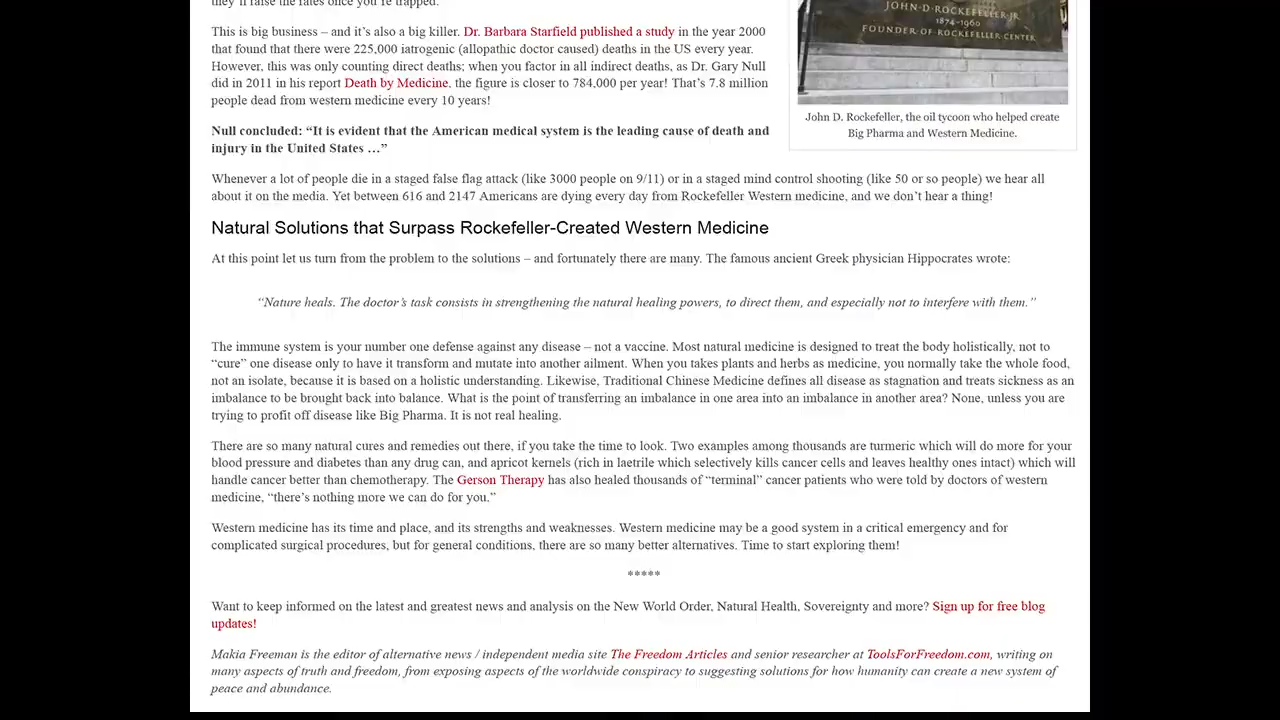 they'll raise the rates once you're trapped.
This is big business – and it's also a big killer. Dr. Barbara Starfield published a study in the year 2000
that found that there were 225,000 iatrogenic (allopathic doctor caused) deaths in the US every year.
However, this was only counting direct deaths; when you factor in all indirect deaths, as Dr. Gary Null
did in 2011 in his report Death by Medicine, the figure is closer to 784,000 per year! That's 7.8 million
people dead from western medicine every 10 years!
Null concluded: “It is evident that the American medical system is the leading cause of death and
injury in the United States …”
JOHN·D·ROCKEFELLER·JR
1874-1960
FOUNDER·OF·ROCKEFELLER·CENTER
John D. Rockefeller, the oil tycoon who helped create
Big Pharma and Western Medicine.
Whenever a lot of people die in a staged false flag attack (like 3000 people on 9/11) or in a staged mind control shooting (like 50 or so people) we hear all
about it on the media. Yet between 616 and 2147 Americans are dying every day from Rockefeller Western medicine, and we don't hear a thing!
Natural Solutions that Surpass Rockefeller-Created Western Medicine
At this point let us turn from the problem to the solutions – and fortunately there are many. The famous ancient Greek physician Hippocrates wrote:
“Nature heals. The doctor's task consists in strengthening the natural healing powers, to direct them, and especially not to interfere with them.”
The immune system is your number one defense against any disease – not a vaccine. Most natural medicine is designed to treat the body holistically, not to
“cure” one disease only to have it transform and mutate into another ailment. When you takes plants and herbs as medicine, you normally take the whole food,
not an isolate, because it is based on a holistic understanding. Likewise, Traditional Chinese Medicine defines all disease as stagnation and treats sickness as an
imbalance to be brought back into balance. What is the point of transferring an imbalance in one area into an imbalance in another area? None, unless you are
trying to profit off disease like Big Pharma. It is not real healing.
There are so many natural cures and remedies out there, if you take the time to look. Two examples among thousands are turmeric which will do more for your
blood pressure and diabetes than any drug can, and apricot kernels (rich in laetrile which selectively kills cancer cells and leaves healthy ones intact) which will
handle cancer better than chemotherapy. The Gerson Therapy has also healed thousands of “terminal” cancer patients who were told by doctors of western
medicine, “there's nothing more we can do for you.”
Western medicine has its time and place, and its strengths and weaknesses. Western medicine may be a good system in a critical emergency and for
complicated surgical procedures, but for general conditions, there are so many better alternatives. Time to start exploring them!
*****
Want to keep informed on the latest and greatest news and analysis on the New World Order, Natural Health, Sovereignty and more? Sign up for free blog
updates!
Makia Freeman is the editor of alternative news / independent media site The Freedom Articles and senior researcher at ToolsForFreedom.com, writing on
many aspects of truth and freedom, from exposing aspects of the worldwide conspiracy to suggesting solutions for how humanity can create a new system of
peace and abundance.